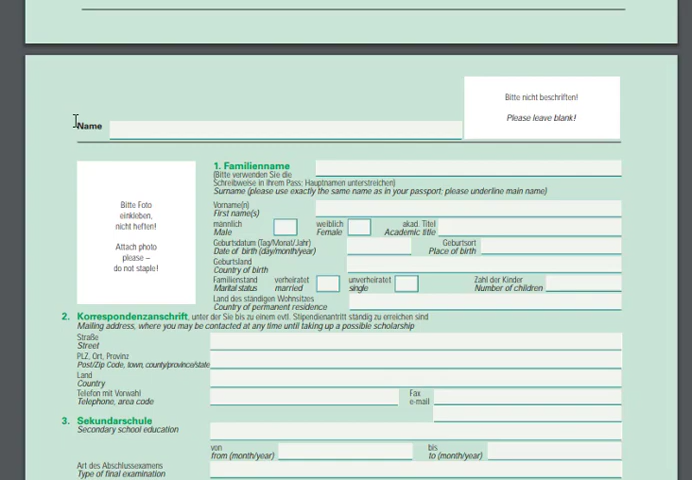 Bitte nicht beschriften!
Please leave blank!
Name
Bitte Foto
einkleben,
nicht heften!
Attach photo
please –
do not staple!
1. Familienname
(Bitte verwenden Sie die
Schreibweise in Ihrem Pass; Hauptnamen unterstreichen)
Surname (please use exactly the same name as in your passport; please underline main name)
Vorname(n)
First name(s)
männlich weiblich akad. Titel
Male Female Academic title
Geburtsdatum (Tag/Monat/Jahr) Geburtsort
Date of birth (day/month/year) Place of birth
Geburtsland
Country of birth
Familienstand verheiratet unverheiratet Zahl der Kinder
Marital status married single Number of children
Land des ständigen Wohnsitzes
Country of permanent residence
2. Korrespondenzanschrift, unter der Sie bis zu einem evtl. Stipendienantritt ständig zu erreichen sind
Mailing address, where you may be contacted at any time until taking up a possible scholarship
Straße
Street
PLZ, Ort, Provinz
Post/Zip Code, town, county/province/state
Land
Country
Telefon mit Vorwahl Fax
Telephone, area code e-mail
3. Sekundarschule
Secondary school education
von bis
from (month/year) to (month/year)
Art des Abschlussexamens
Type of final examination